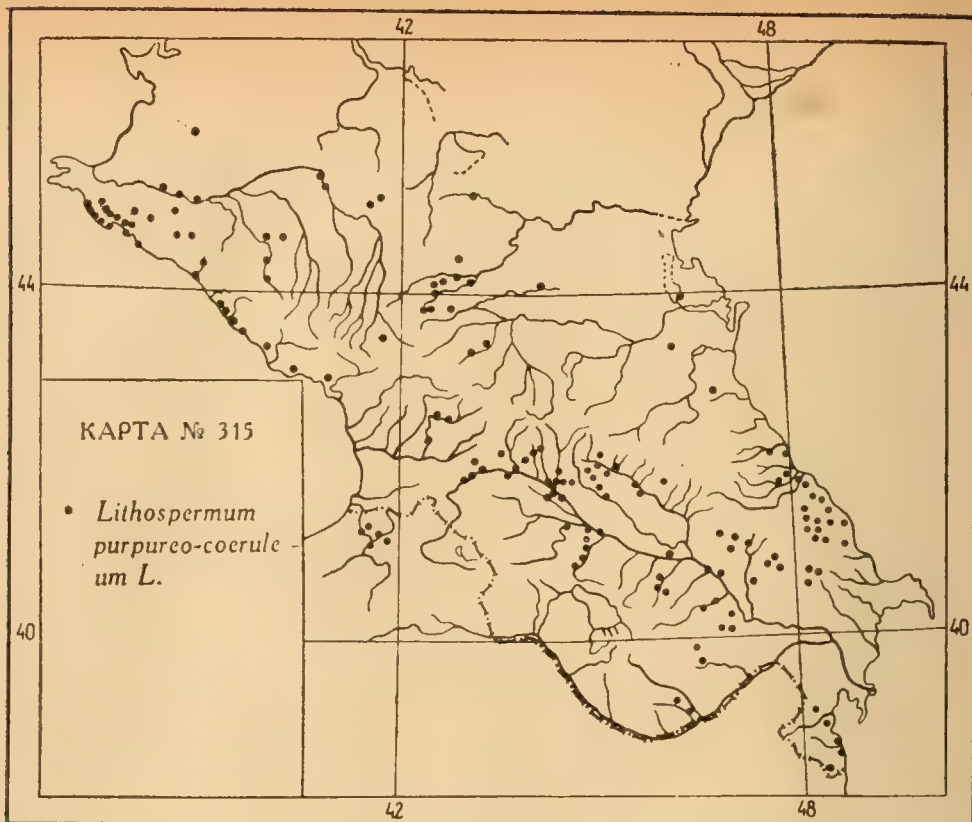 42 48
44 44
КАРТА № 315
Lithospermum
purpureo-coerule-
um L.
40 40
42 48